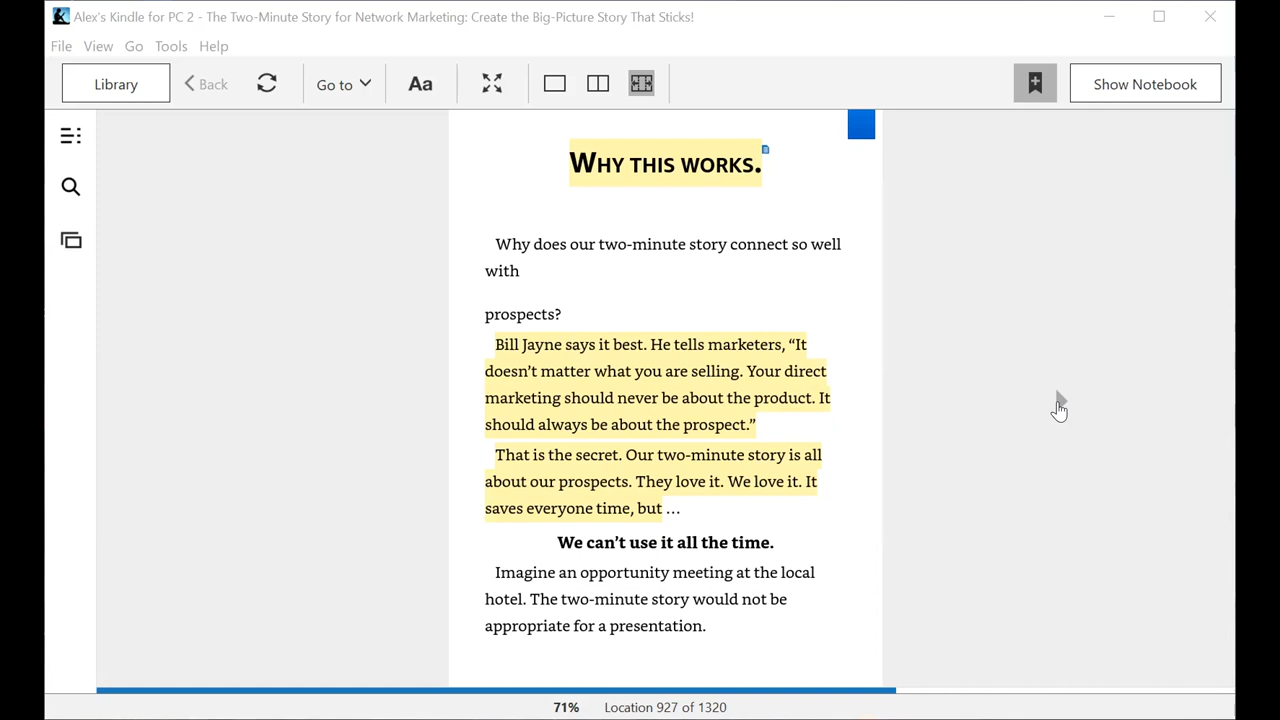 Alex's Kindle for PC 2 - The Two-Minute Story for Network Marketing: Create the Big-Picture Story That Sticks!
File View Go Tools Help
Library Back Go to Aa Show Notebook
WHY THIS WORKS.
Why does our two-minute story connect so well
with
prospects?
Bill Jayne says it best. He tells marketers, “It
doesn’t matter what you are selling. Your direct
marketing should never be about the product. It
should always be about the prospect.”
That is the secret. Our two-minute story is all
about our prospects. They love it. We love it. It
saves everyone time, but …
We can’t use it all the time.
Imagine an opportunity meeting at the local
hotel. The two-minute story would not be
appropriate for a presentation.
71% Location 927 of 1320